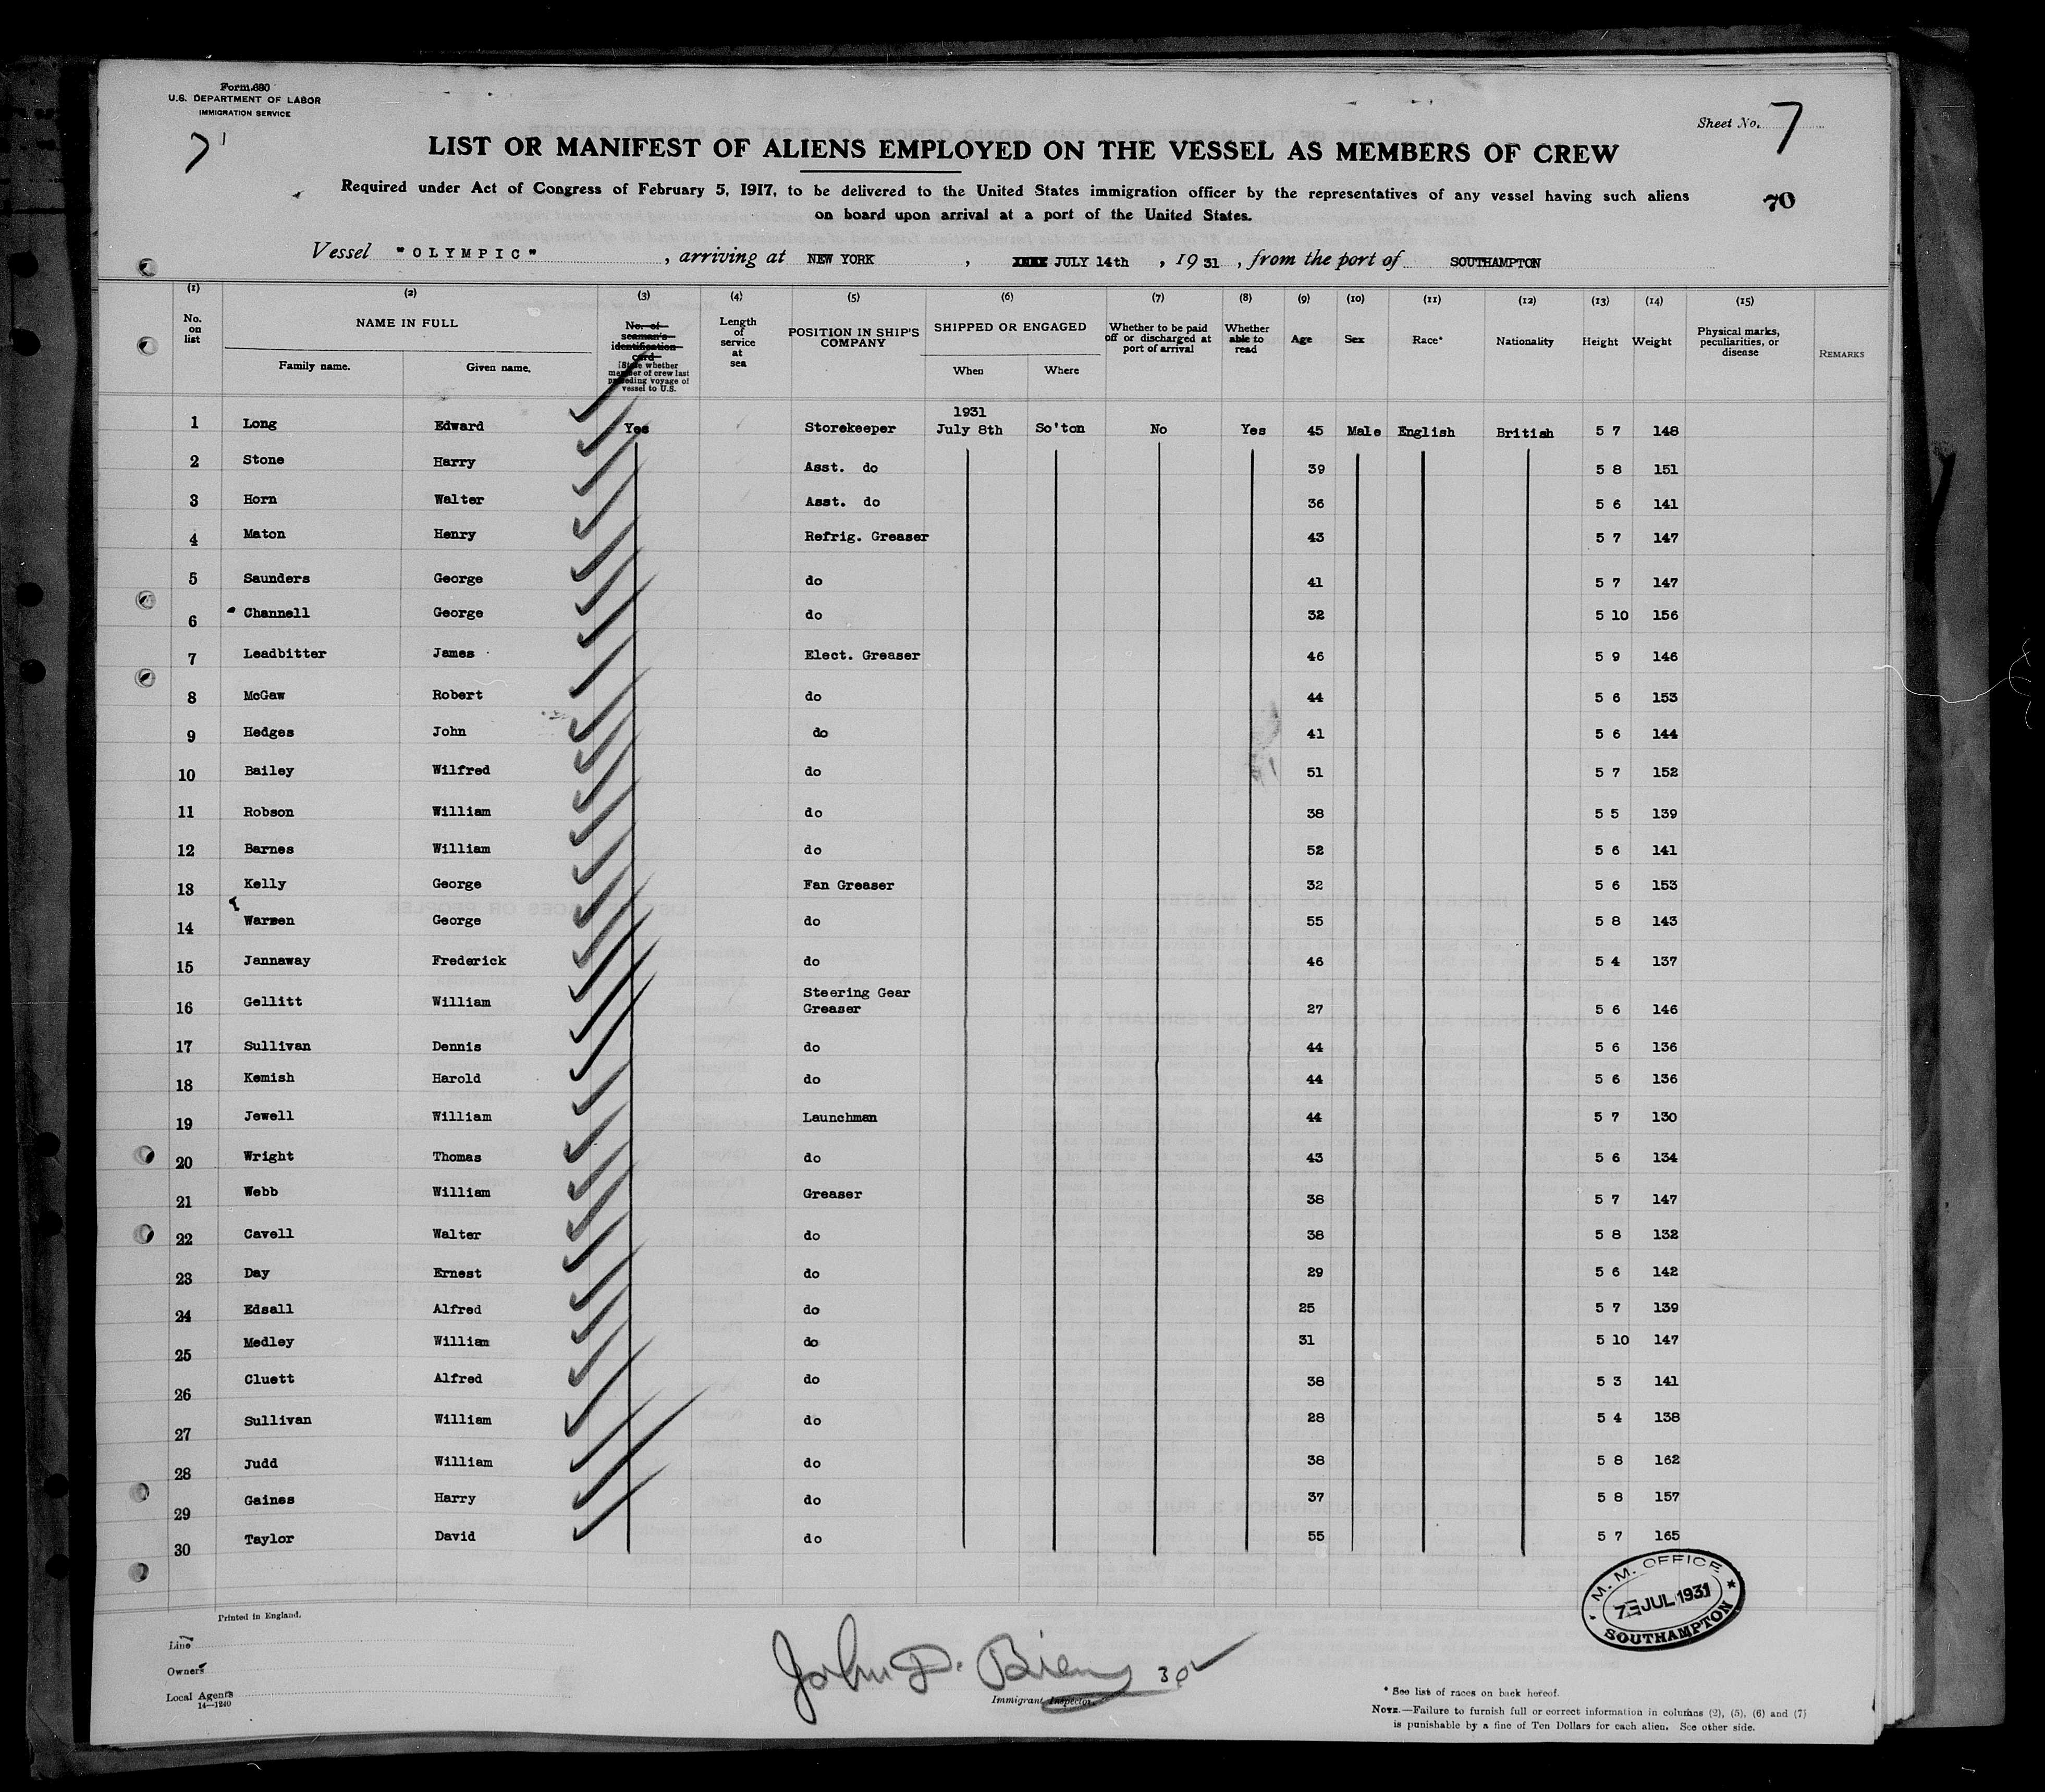 Form 680
U.S. DEPARTMENT OF LABOR
IMMIGRATION SERVICE
7
Sheet No. 7
LIST OR MANIFEST OF ALIENS EMPLOYED ON THE VESSEL AS MEMBERS OF CREW
Required under Act of Congress of February 5, 1917, to be delivered to the United States immigration officer by the representatives of any vessel having such aliens
on board upon arrival at a port of the United States.
70
Vessel "OLYMPIC", arriving at NEW YORK, JULY 14th, 1931, from the port of SOUTHAMPTON
(1) (2) (3) (4) (5) (6) (7) (8) (9) (10) (11) (12) (13) (14) (15)
No. on list
NAME IN FULL
Family name. Given name.
No. of seaman's identification card
[State whether member of crew last preceding voyage of vessel to U.S.
Length of service at sea
POSITION IN SHIP'S COMPANY
SHIPPED OR ENGAGED
When Where
Whether to be paid off or discharged at port of arrival
Whether able to read
Age
Sex
Race*
Nationality
Height
Weight
Physical marks, peculiarities, or disease
REMARKS
1931
1 Long Edward Yes Storekeeper July 8th So'ton No Yes 45 Male English British 5 7 148
2 Stone Harry Asst. do 39 5 8 151
3 Horn Walter Asst. do 36 5 6 141
4 Maton Henry Refrig. Greaser 43 5 7 147
5 Saunders George do 41 5 7 147
6 Channell George do 32 5 10 156
7 Leadbitter James Elect. Greaser 46 5 9 146
8 McGaw Robert do 44 5 6 153
9 Hedges John do 41 5 6 144
10 Bailey Wilfred do 51 5 7 152
11 Robson William do 38 5 5 139
12 Barnes William do 52 5 6 141
13 Kelly George Fan Greaser 32 5 6 153
14 Warren George do 55 5 8 143
15 Jannaway Frederick do 46 5 4 137
16 Gellitt William Steering Gear Greaser 27 5 6 146
17 Sullivan Dennis do 44 5 6 136
18 Kemish Harold do 44 5 6 136
19 Jewell William Launchman 44 5 7 130
20 Wright Thomas do 43 5 6 134
21 Webb William Greaser 38 5 7 147
22 Cavell Walter do 38 5 8 132
23 Day Ernest do 29 5 6 142
24 Edsall Alfred do 25 5 7 139
25 Medley William do 31 5 10 147
26 Cluett Alfred do 38 5 3 141
27 Sullivan William do 28 5 4 138
28 Judd William do 38 5 8 162
29 Gaines Harry do 37 5 8 157
30 Taylor David do 55 5 7 165
M. M. OFFICE
JUL 1931
SOUTHAMPTON
Printed in England.
Line
Owners
Local Agents
14—1240
John D. 30
Immigrant Inspector.
* See list of races on back hereof.
NOTE.—Failure to furnish full or correct information in columns (2), (5), (6) and (7)
is punishable by a fine of Ten Dollars for each alien. See other side.